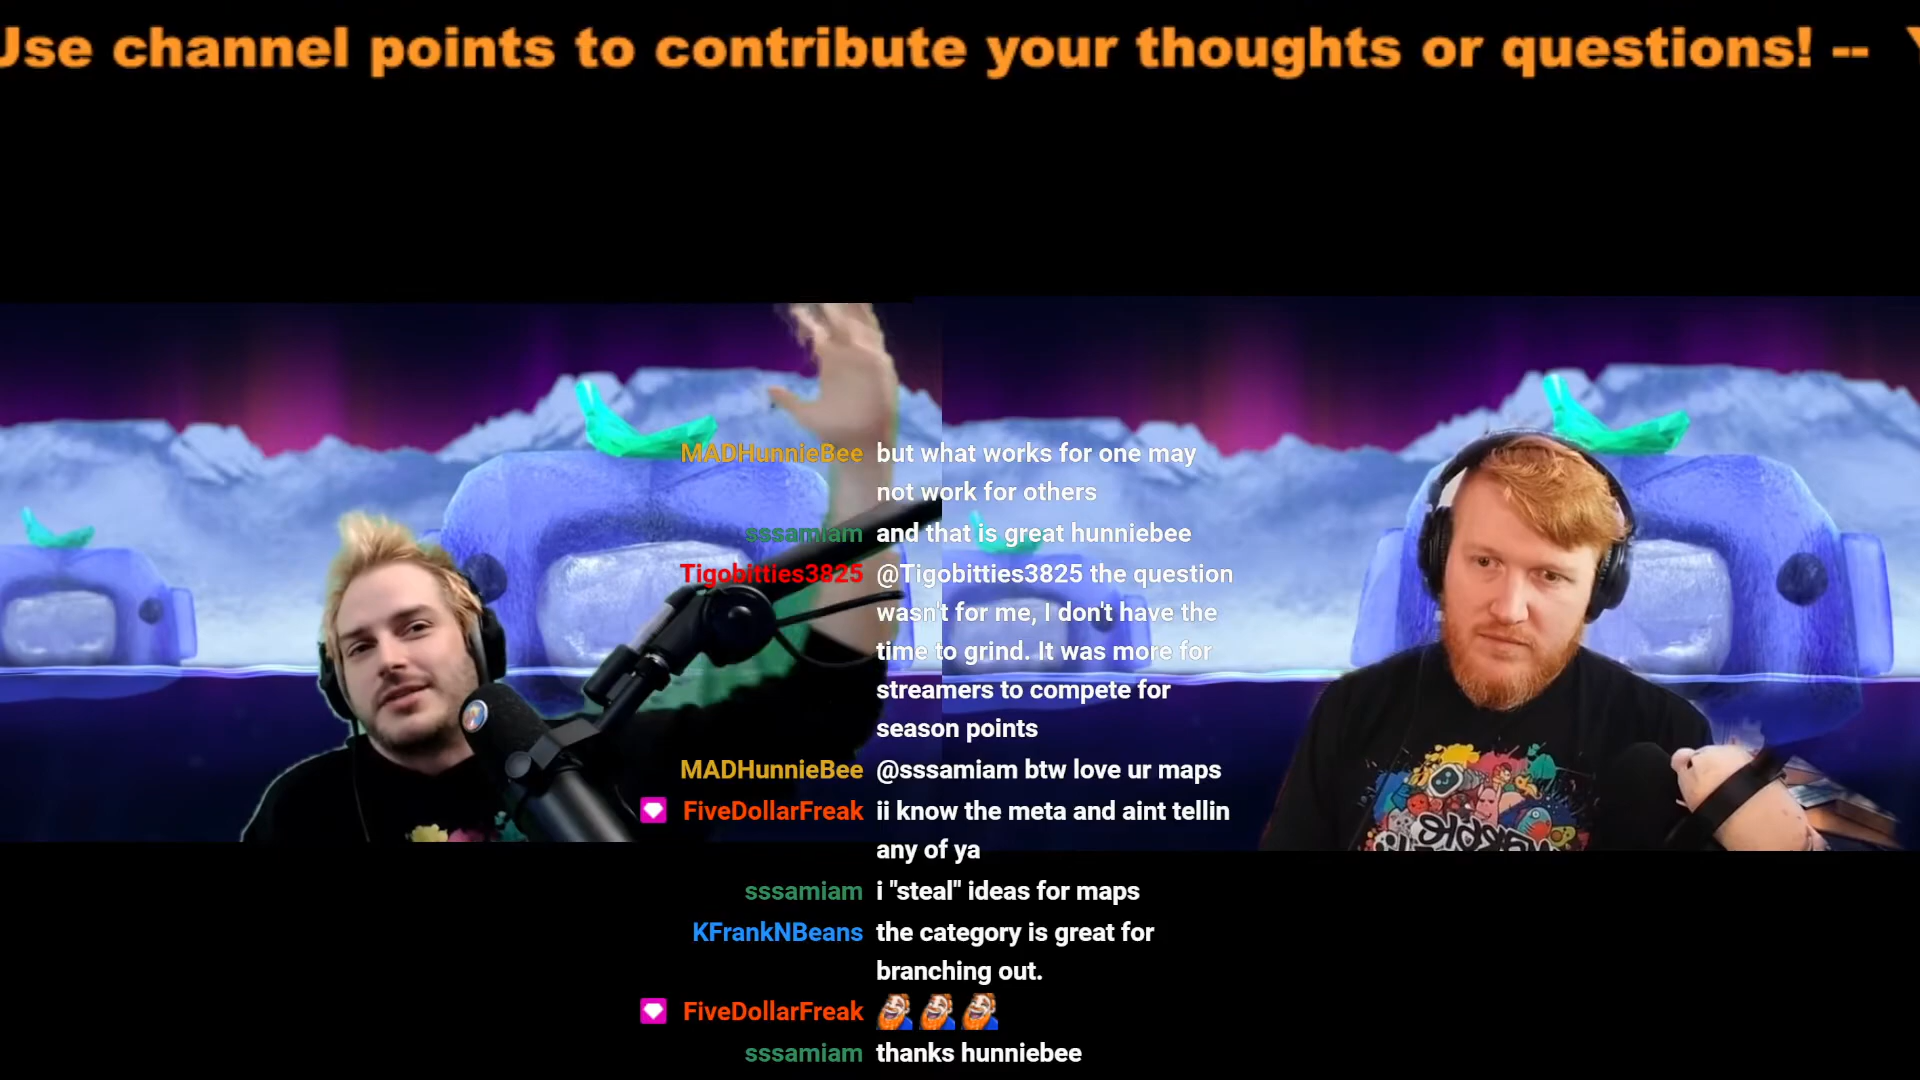 Use channel points to contribute your thoughts or questions! --
MADHunnieBee but what works for one may
not work for others
sssamiam and that is great hunniebee
Tigobitties3825 @Tigobitties3825 the question
wasn't for me, I don't have the
time to grind. It was more for
streamers to compete for
season points
MADHunnieBee @sssamiam btw love ur maps
FiveDollarFreak ii know the meta and aint tellin
any of ya
sssamiam i "steal" ideas for maps
KFrankNBeans the category is great for
branching out.
FiveDollarFreak
sssamiam thanks hunniebee